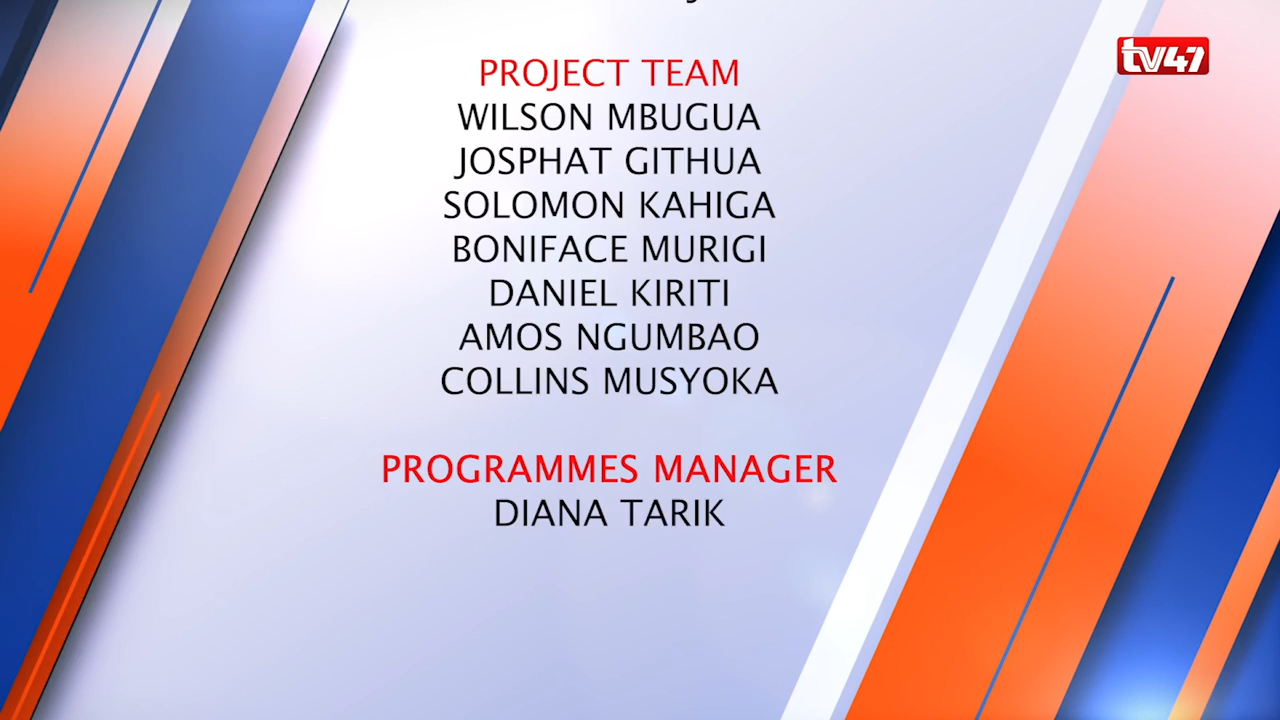 tv47
PROJECT TEAM
WILSON MBUGUA
JOSPHAT GITHUA
SOLOMON KAHIGA
BONIFACE MURIGI
DANIEL KIRITI
AMOS NGUMBAO
COLLINS MUSYOKA
PROGRAMMES MANAGER
DIANA TARIK